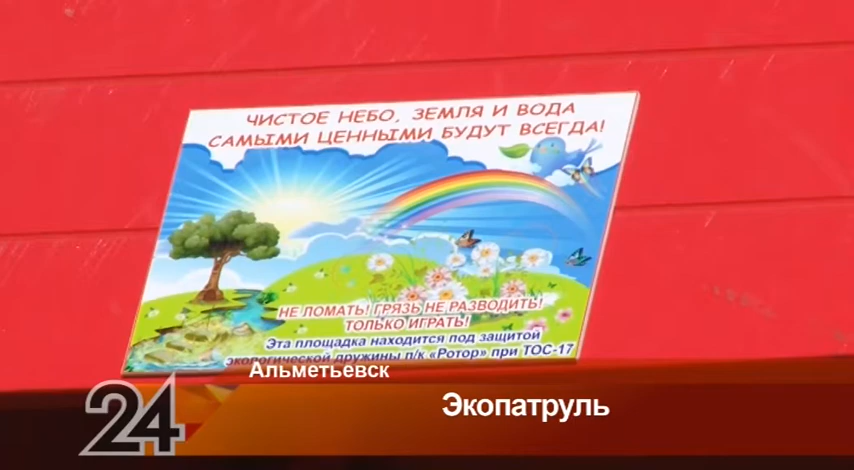 ЧИСТОЕ НЕБО, ЗЕМЛЯ И ВОДА
САМЫМИ ЦЕННЫМИ БУДУТ ВСЕГДА!
НЕ ЛОМАТЬ! ГРЯЗЬ НЕ РАЗВОДИТЬ!
ТОЛЬКО ИГРАТЬ!
Эта площадка находится под защитой
экологической дружины п/к «Ротор» при ТОС-17
Альметьевск
24
Экопатруль